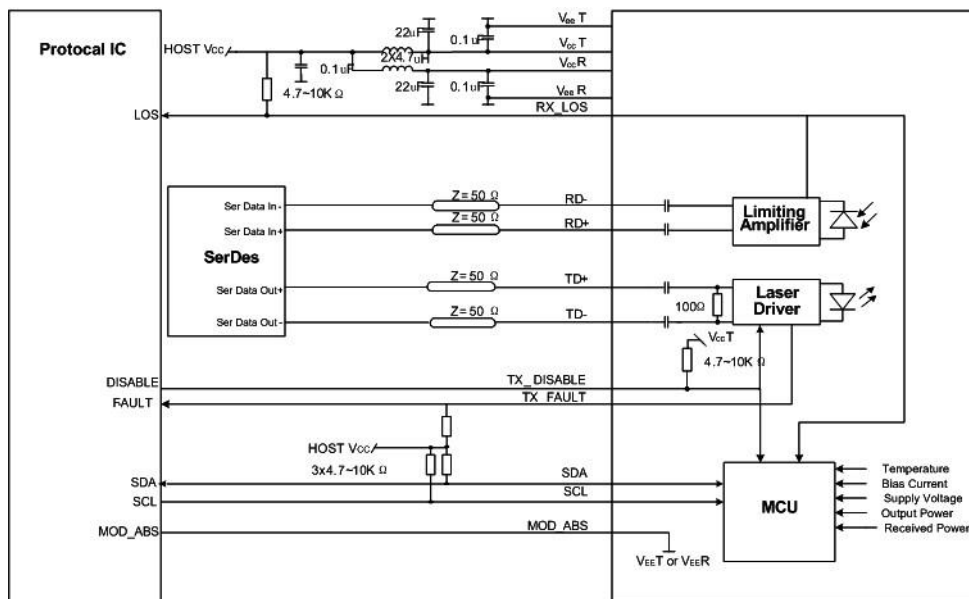 Protocal IC
HOST Vcc
22uF
0.1uF
VeeT
VccT
2X4.7uH
0.1uF
VccR
22uF
0.1uF
VeeR
4.7~10K Ω
LOS
RX_LOS
Ser Data In-
Z=50 Ω
RD-
Ser Data In+
Z=50 Ω
RD+
Limiting
Amplifier
SerDes
Ser Data Out+
Z=50 Ω
TD+
Laser
Driver
100Ω
Ser Data Out-
Z=50 Ω
TD-
VccT
4.7~10K Ω
DISABLE
TX_DISABLE
FAULT
TX_FAULT
HOST Vcc
3x4.7~10K Ω
SDA
SDA
SCL
SCL
MCU
Temperature
Bias Current
Supply Voltage
Output Power
Received Power
MOD_ABS
MOD_ABS
VEET or VEER